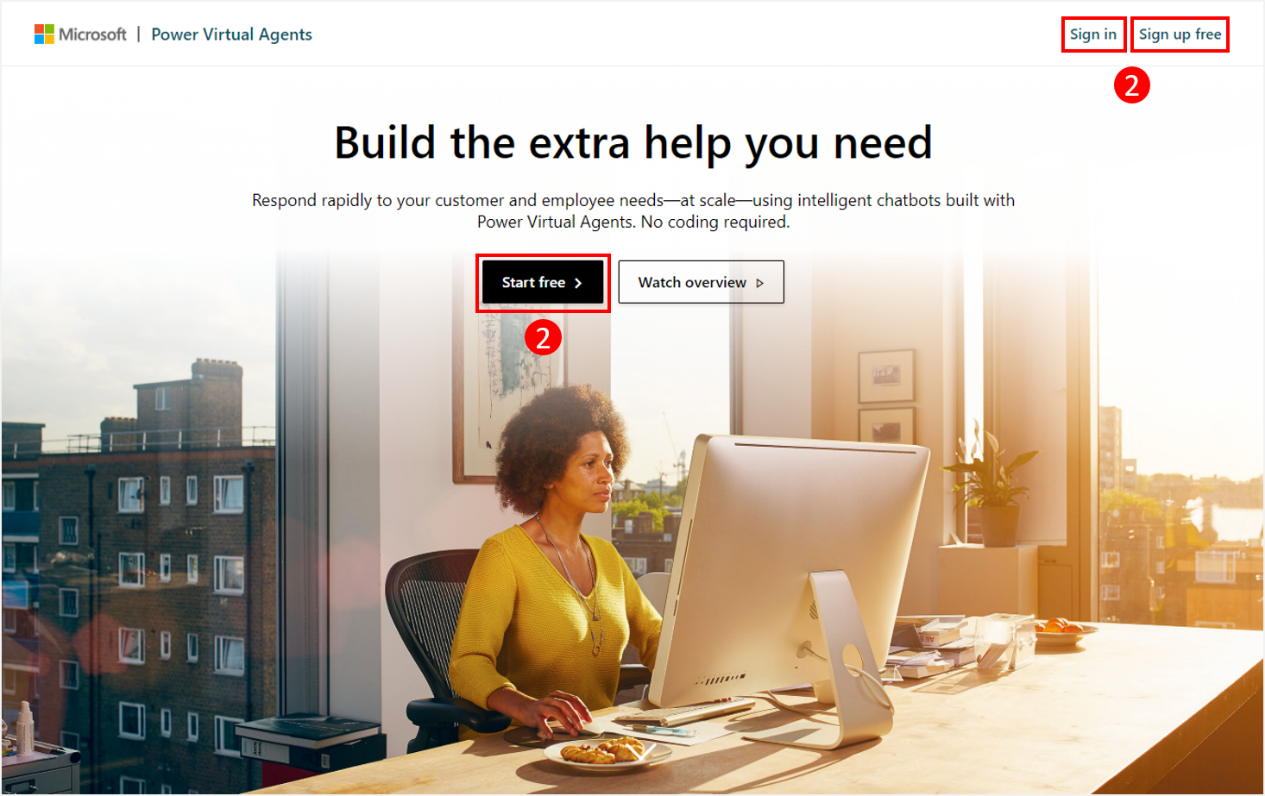 Microsoft | Power Virtual Agents
Sign in
Sign up free
2
Build the extra help you need
Respond rapidly to your customer and employee needs—at scale—using intelligent chatbots built with
Power Virtual Agents. No coding required.
Start free
Watch overview
2